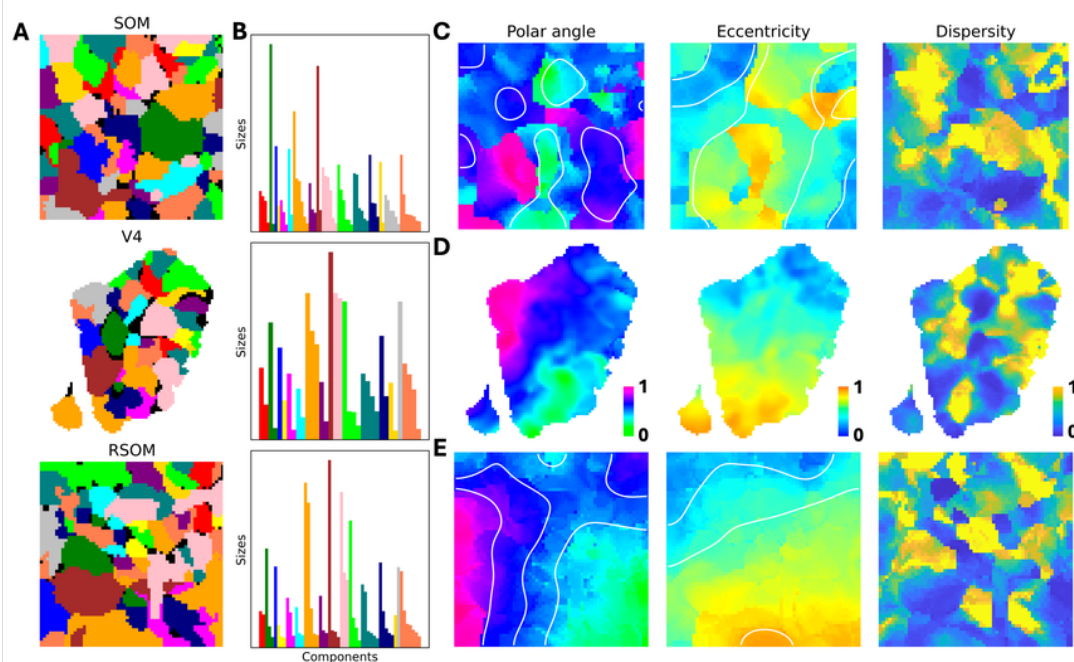 A
SOM
B
Sizes
C
Polar angle
Eccentricity
Dispersity
V4
Sizes
D
1
0
1
0
1
0
RSOM
Sizes
Components
E